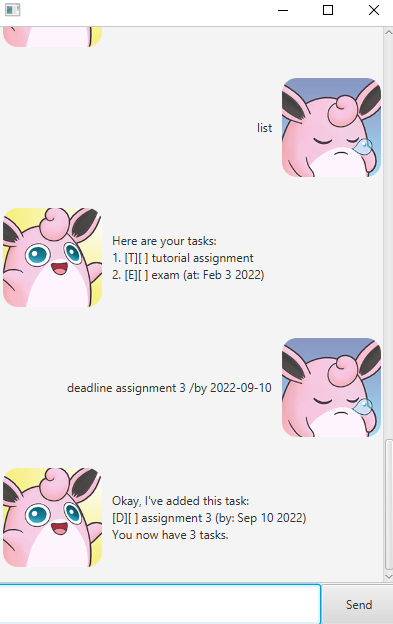 list
Here are your tasks:
1. [T][ ] tutorial assignment
2. [E][ ] exam (at: Feb 3 2022)
deadline assignment 3 /by 2022-09-10
Okay, I've added this task:
[D][ ] assignment 3 (by: Sep 10 2022)
You now have 3 tasks.
Send